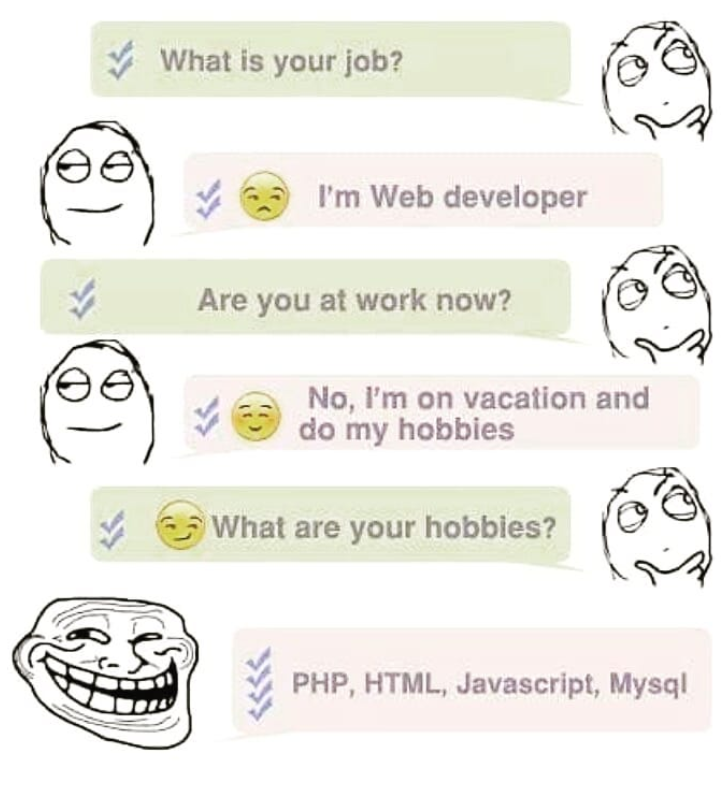 What is your job?
I'm Web developer
Are you at work now?
No, I'm on vacation and
do my hobbies
What are your hobbies?
PHP, HTML, Javascript, Mysql